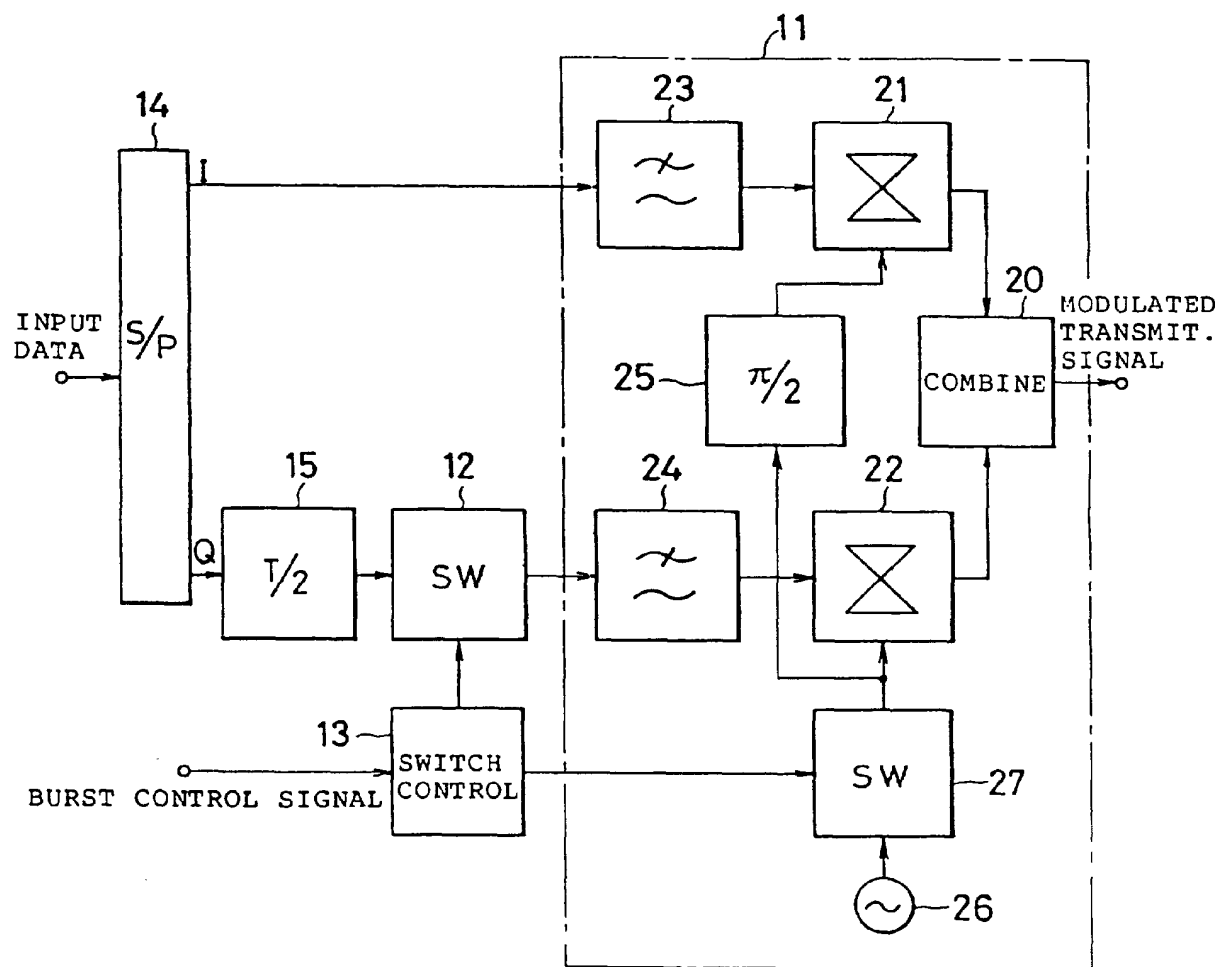 11
14
23
21
I
S/P
INPUT
DATA
20
MODULATED
TRANSMIT.
SIGNAL
25
π/2
COMBINE
15
12
24
22
Q
T/2
SW
13
SWITCH
CONTROL
BURST CONTROL SIGNAL
SW
27
26